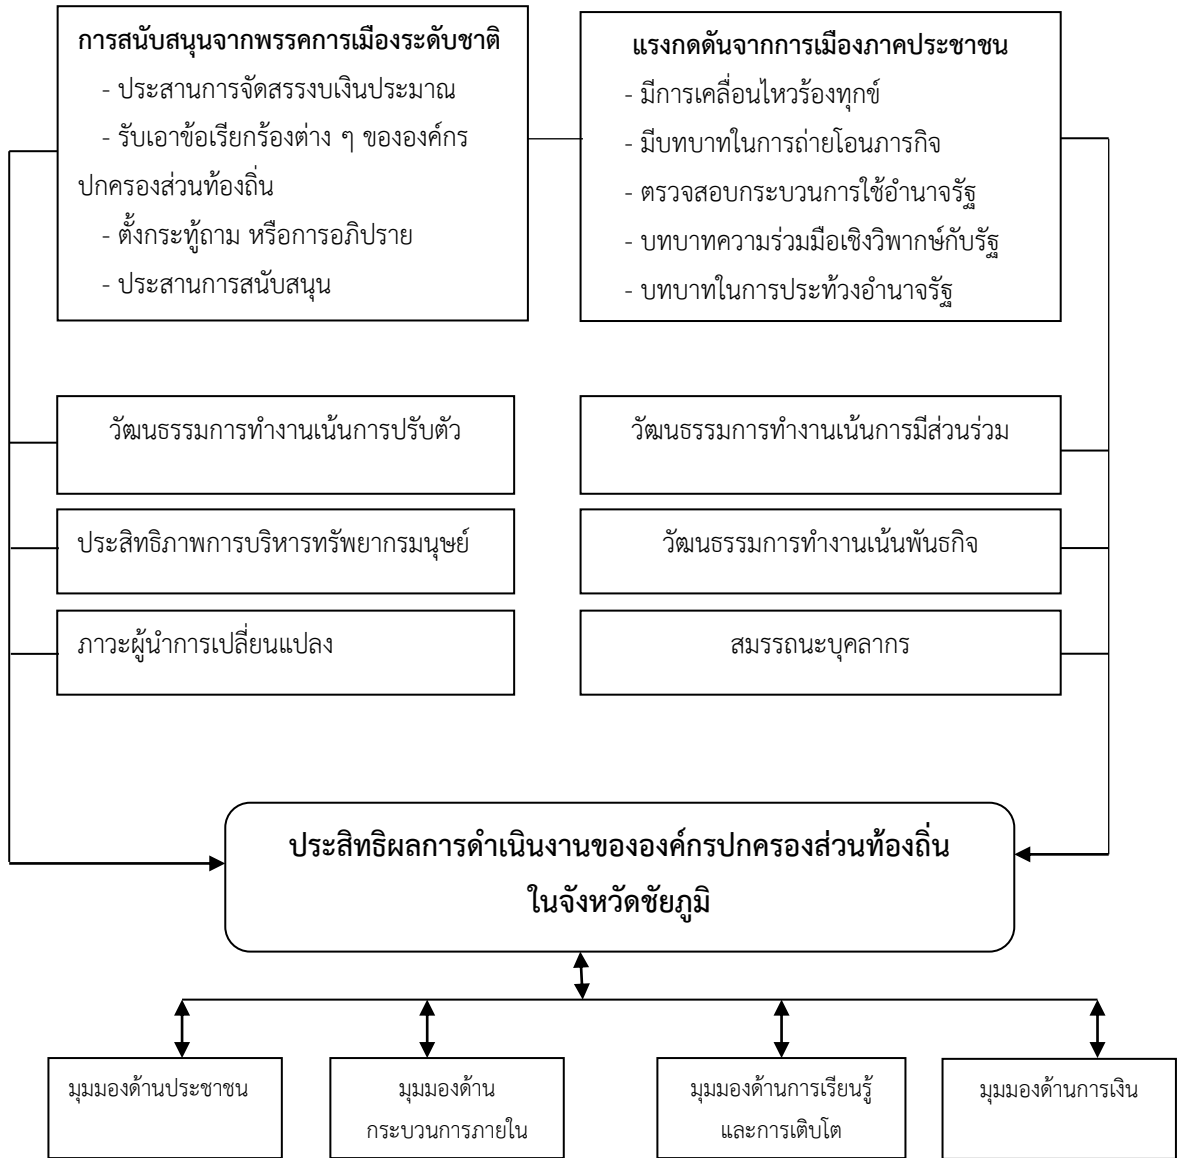 การสนับสนุนจากพรรคการเมืองระดับชาติ
- ประสานการจัดสรรงบเงินประมาณ
- รับเอาข้อเรียกร้องต่าง ๆ ขององค์กร
ปกครองส่วนท้องถิ่น
- ตั้งกระทู้ถาม หรือการอภิปราย
- ประสานการสนับสนุน
แรงกดดันจากการเมืองภาคประชาชน
- มีการเคลื่อนไหวร้องทุกข์
- มีบทบาทในการถ่ายโอนภารกิจ
- ตรวจสอบกระบวนการใช้อำนาจรัฐ
- บทบาทความร่วมมือเชิงวิพากษ์กับรัฐ
- บทบาทในการประท้วงอำนาจรัฐ
วัฒนธรรมการทำงานเน้นการปรับตัว
วัฒนธรรมการทำงานเน้นการมีส่วนร่วม
ประสิทธิภาพการบริหารทรัพยากรมนุษย์
วัฒนธรรมการทำงานเน้นพันธกิจ
ภาวะผู้นำการเปลี่ยนแปลง
สมรรถนะบุคลากร
ประสิทธิผลการดำเนินงานขององค์กรปกครองส่วนท้องถิ่น
ในจังหวัดชัยภูมิ
มุมมองด้านประชาชน
มุมมองด้าน
กระบวนการภายใน
มุมมองด้านการเรียนรู้
และการเติบโต
มุมมองด้านการเงิน